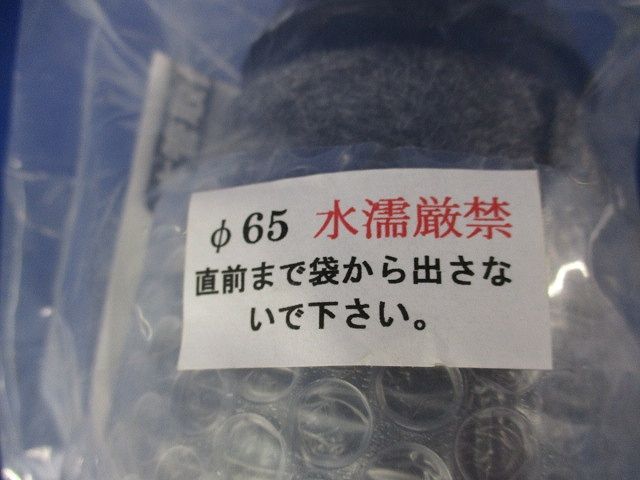 φ65 水濡厳禁
直前まで袋から出さな
いで下さい。